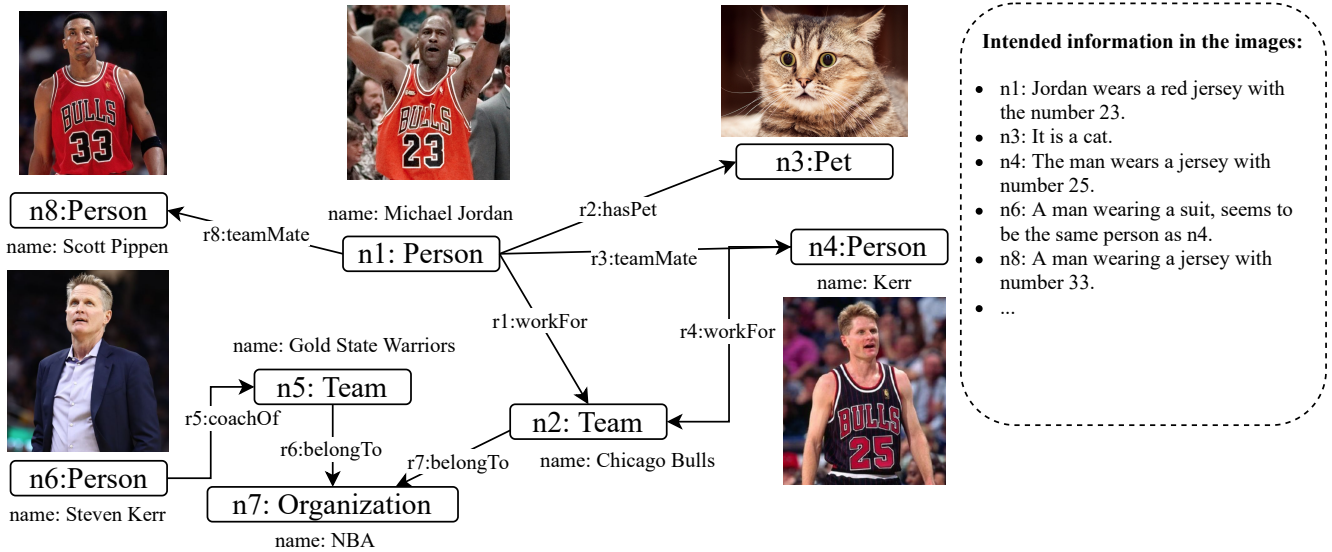 BULLS
33
BULLS
23
n3:Pet
n8:Person
name: Scott Pippen
name: Michael Jordan
r8:teamMate
n1: Person
r2:hasPet
r3:teamMate
n4:Person
name: Kerr
r1:workFor
r4:workFor
BULLS
25
name: Gold State Warriors
n5: Team
r5:coachOf
n2: Team
name: Chicago Bulls
r6:belongTo
r7:belongTo
n6:Person
name: Steven Kerr
n7: Organization
name: NBA
Intended information in the images:
• n1: Jordan wears a red jersey with
the number 23.
• n3: It is a cat.
• n4: The man wears a jersey with
number 25.
• n6: A man wearing a suit, seems to
be the same person as n4.
• n8: A man wearing a jersey with
number 33.
• ...